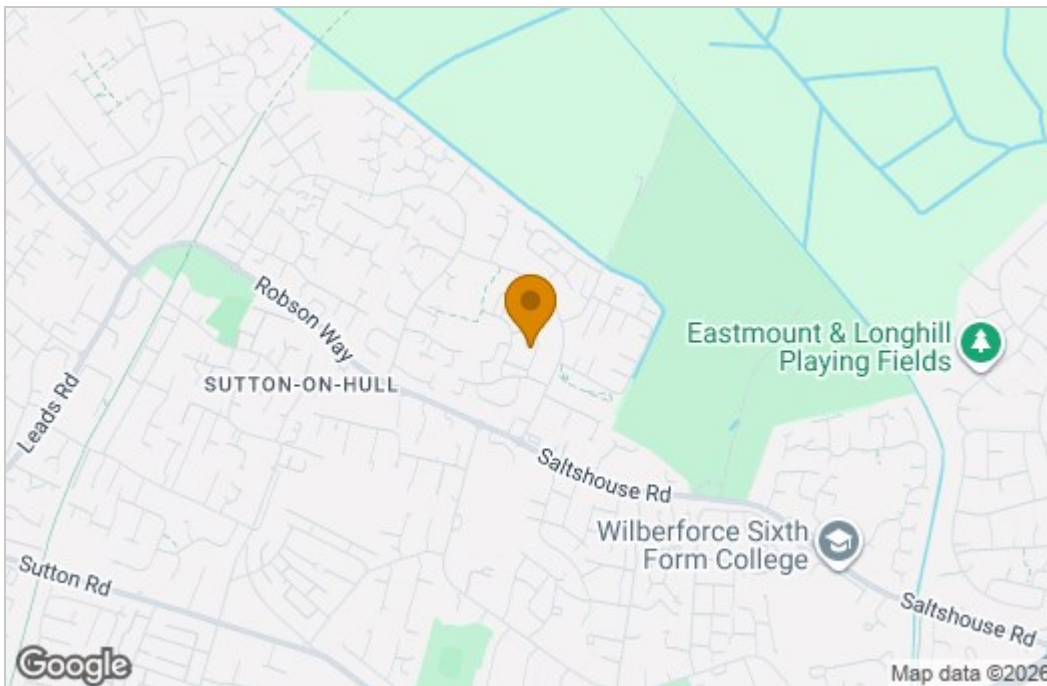 Robson Way
Eastmount & Longhill
Playing Fields
SUTTON-ON-HULL
Leads Rd
Saltshouse Rd
Wilberforce Sixth
Form College
Sutton Rd
Saltshouse Rd
Google
Map data ©2026